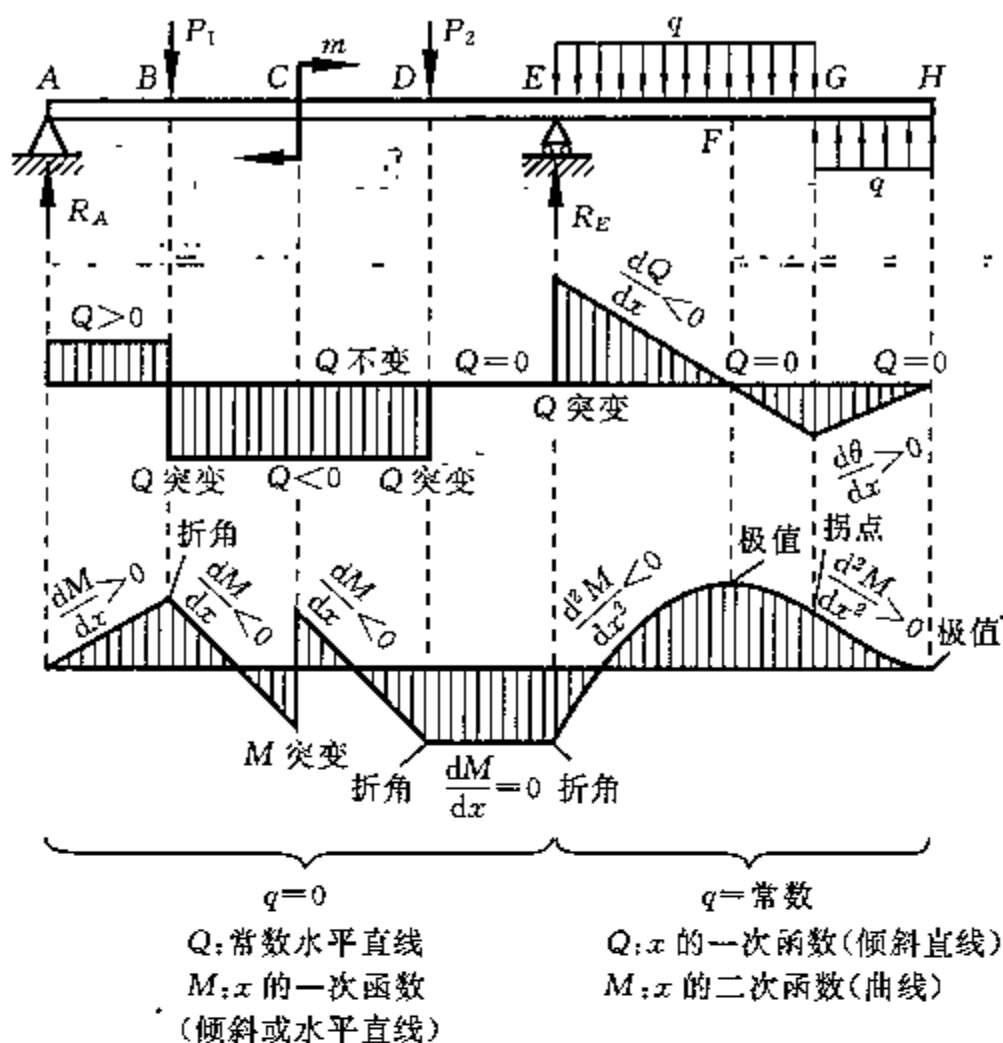 P₁ m P₂ q
A B C D E G H
F
q
R_A R_E
Q>0 Q 不变 Q=0 dQ/dx<0 Q=0 Q=0
Q 突变
Q 突变 Q<0 Q 突变 dθ/dx>0
折角 极值 拐点
dM/dx>0 dM/dx<0 dM/dx<0 d²M/dx²<0 d²M/dx²>0 极值
M 突变
折角 dM/dx=0 折角
q=0 q=常数
Q:常数水平直线 Q:x 的一次函数(倾斜直线)
M:x 的一次函数 M:x 的二次函数(曲线)
(倾斜或水平直线)